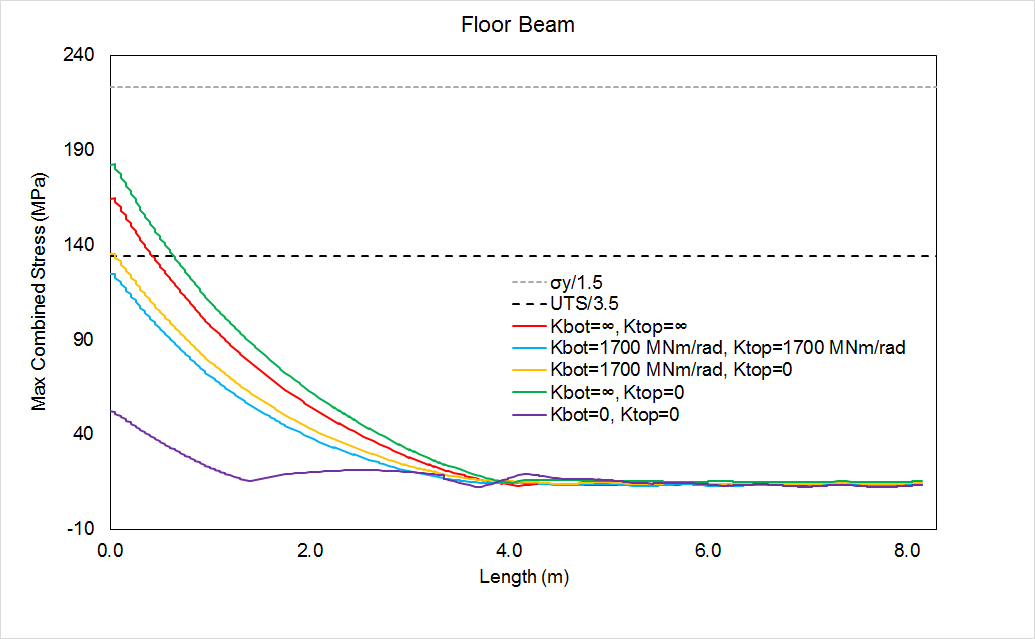 Floor Beam
240
190
140
90
40
-10
Max Combined Stress (MPa)
σy/1.5
UTS/3.5
Kbot=∞, Ktop=∞
Kbot=1700 MNm/rad, Ktop=1700 MNm/rad
Kbot=1700 MNm/rad, Ktop=0
Kbot=∞, Ktop=0
Kbot=0, Ktop=0
0.0 2.0 4.0 6.0 8.0
Length (m)